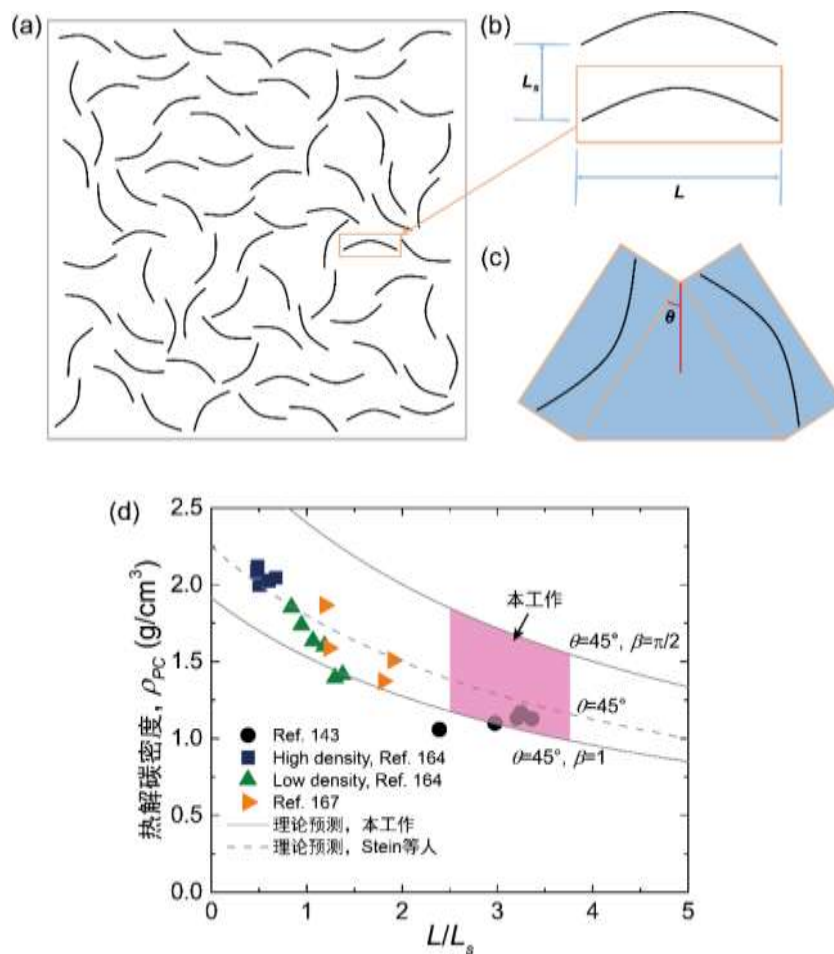 (a)
(b)
Ls
L
(c)
θ
(d)
热解碳密度, ρPC (g/cm3)
2.5
2.0
1.5
1.0
0.5
0.0
本工作
θ=45°, β=π/2
θ=45°
θ=45°, β=1
Ref. 143
High density, Ref. 164
Low density, Ref. 164
Ref. 167
理论预测，本工作
理论预测，Stein等人
0 1 2 3 4 5
L/Ls